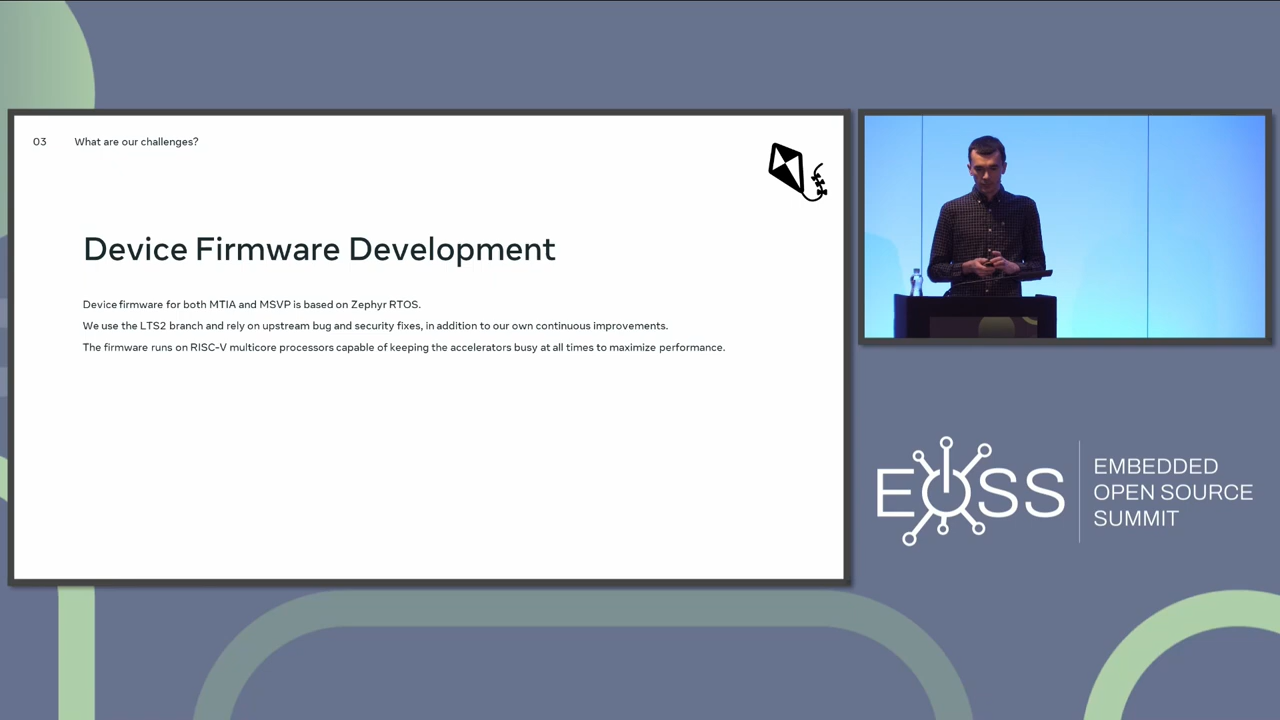 03 What are our challenges?
Device Firmware Development
Device firmware for both MTIA and MSVP is based on Zephyr RTOS.
We use the LTS2 branch and rely on upstream bug and security fixes, in addition to our own continuous improvements.
The firmware runs on RISC-V multicore processors capable of keeping the accelerators busy at all times to maximize performance.
EOSS
EMBEDDED
OPEN SOURCE
SUMMIT